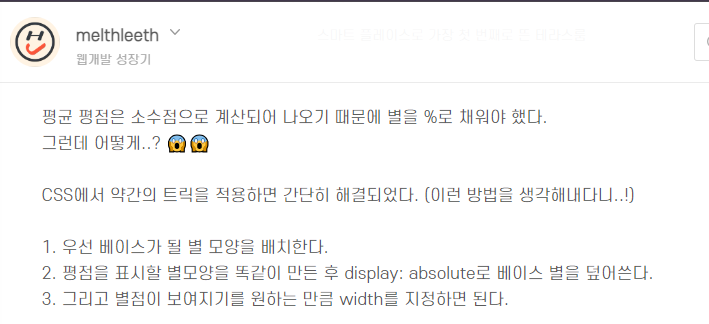 melthleeth
웹개발 성장기
평균 평점은 소수점으로 계산되어 나오기 때문에 별을 %로 채워야 했다.
그런데 어떻게..? 😱😱
CSS에서 약간의 트릭을 적용하면 간단히 해결되었다. (이런 방법을 생각해내다니..!)
1. 우선 베이스가 될 별 모양을 배치한다.
2. 평점을 표시할 별모양을 똑같이 만든 후 display: absolute로 베이스 별을 덮어쓴다.
3. 그리고 별점이 보여지기를 원하는 만큼 width를 지정하면 된다.